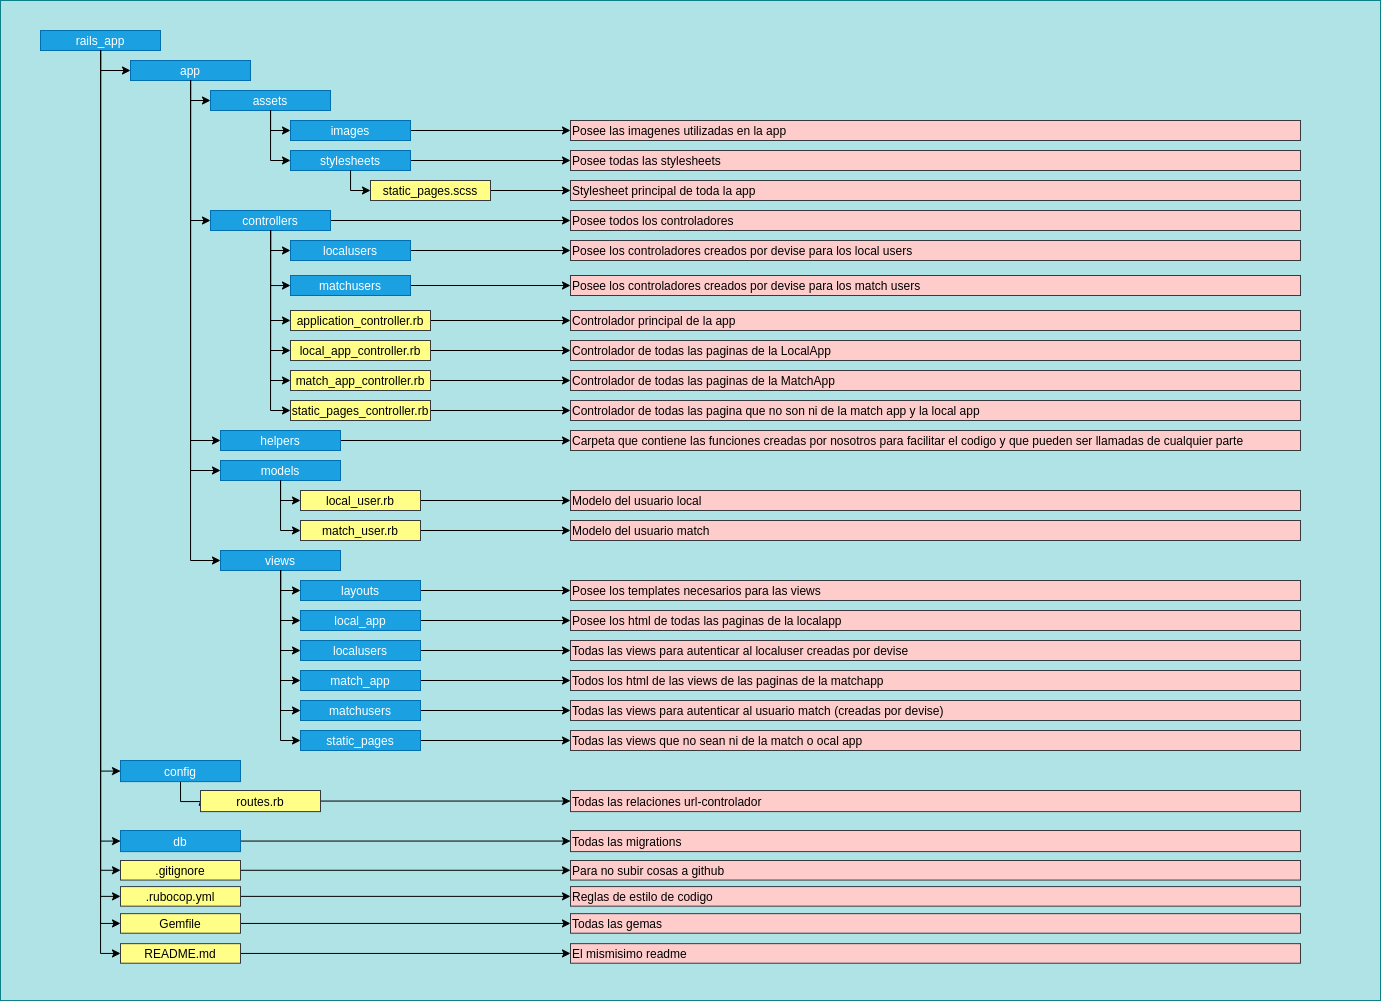 rails_app
app
assets
images Posee las imagenes utilizadas en la app
stylesheets Posee todas las stylesheets
static_pages.scss Stylesheet principal de toda la app
controllers Posee todos los controladores
localusers Posee los controladores creados por devise para los local users
matchusers Posee los controladores creados por devise para los match users
application_controller.rb Controlador principal de la app
local_app_controller.rb Controlador de todas las paginas de la LocalApp
match_app_controller.rb Controlador de todas las paginas de la MatchApp
static_pages_controller.rb Controlador de todas las pagina que no son ni de la match app y la local app
helpers Carpeta que contiene las funciones creadas por nosotros para facilitar el codigo y que pueden ser llamadas de cualquier parte
models
local_user.rb Modelo del usuario local
match_user.rb Modelo del usuario match
views
layouts Posee los templates necesarios para las views
local_app Posee los html de todas las paginas de la localapp
localusers Todas las views para autenticar al localuser creadas por devise
match_app Todos los html de las views de las paginas de la matchapp
matchusers Todas las views para autenticar al usuario match (creadas por devise)
static_pages Todas las views que no sean ni de la match o ocal app
config
routes.rb Todas las relaciones url-controlador
db Todas las migrations
.gitignore Para no subir cosas a github
.rubocop.yml Reglas de estilo de codigo
Gemfile Todas las gemas
README.md El mismisimo readme